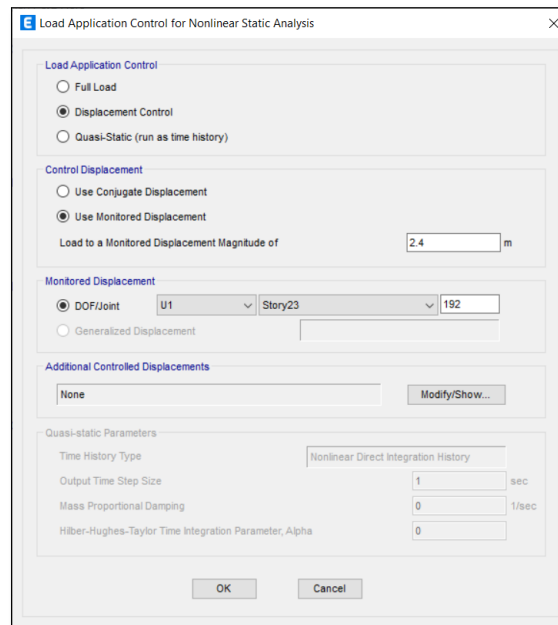 E Load Application Control for Nonlinear Static Analysis
Load Application Control
Full Load
Displacement Control
Quasi-Static (run as time history)
Control Displacement
Use Conjugate Displacement
Use Monitored Displacement
Load to a Monitored Displacement Magnitude of 2.4 m
Monitored Displacement
DOF/Joint U1 Story23 192
Generalized Displacement
Additional Controlled Displacements
None Modify/Show...
Quasi-static Parameters
Time History Type Nonlinear Direct Integration History
Output Time Step Size 1 sec
Mass Proportional Damping 0 1/sec
Hilber-Hughes-Taylor Time Integration Parameter, Alpha 0
OK Cancel